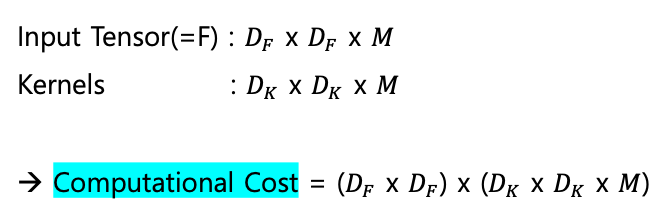 Input Tensor(=F) : D_F x D_F x M
Kernels : D_K x D_K x M
→ Computational Cost = (D_F x D_F) x (D_K x D_K x M)